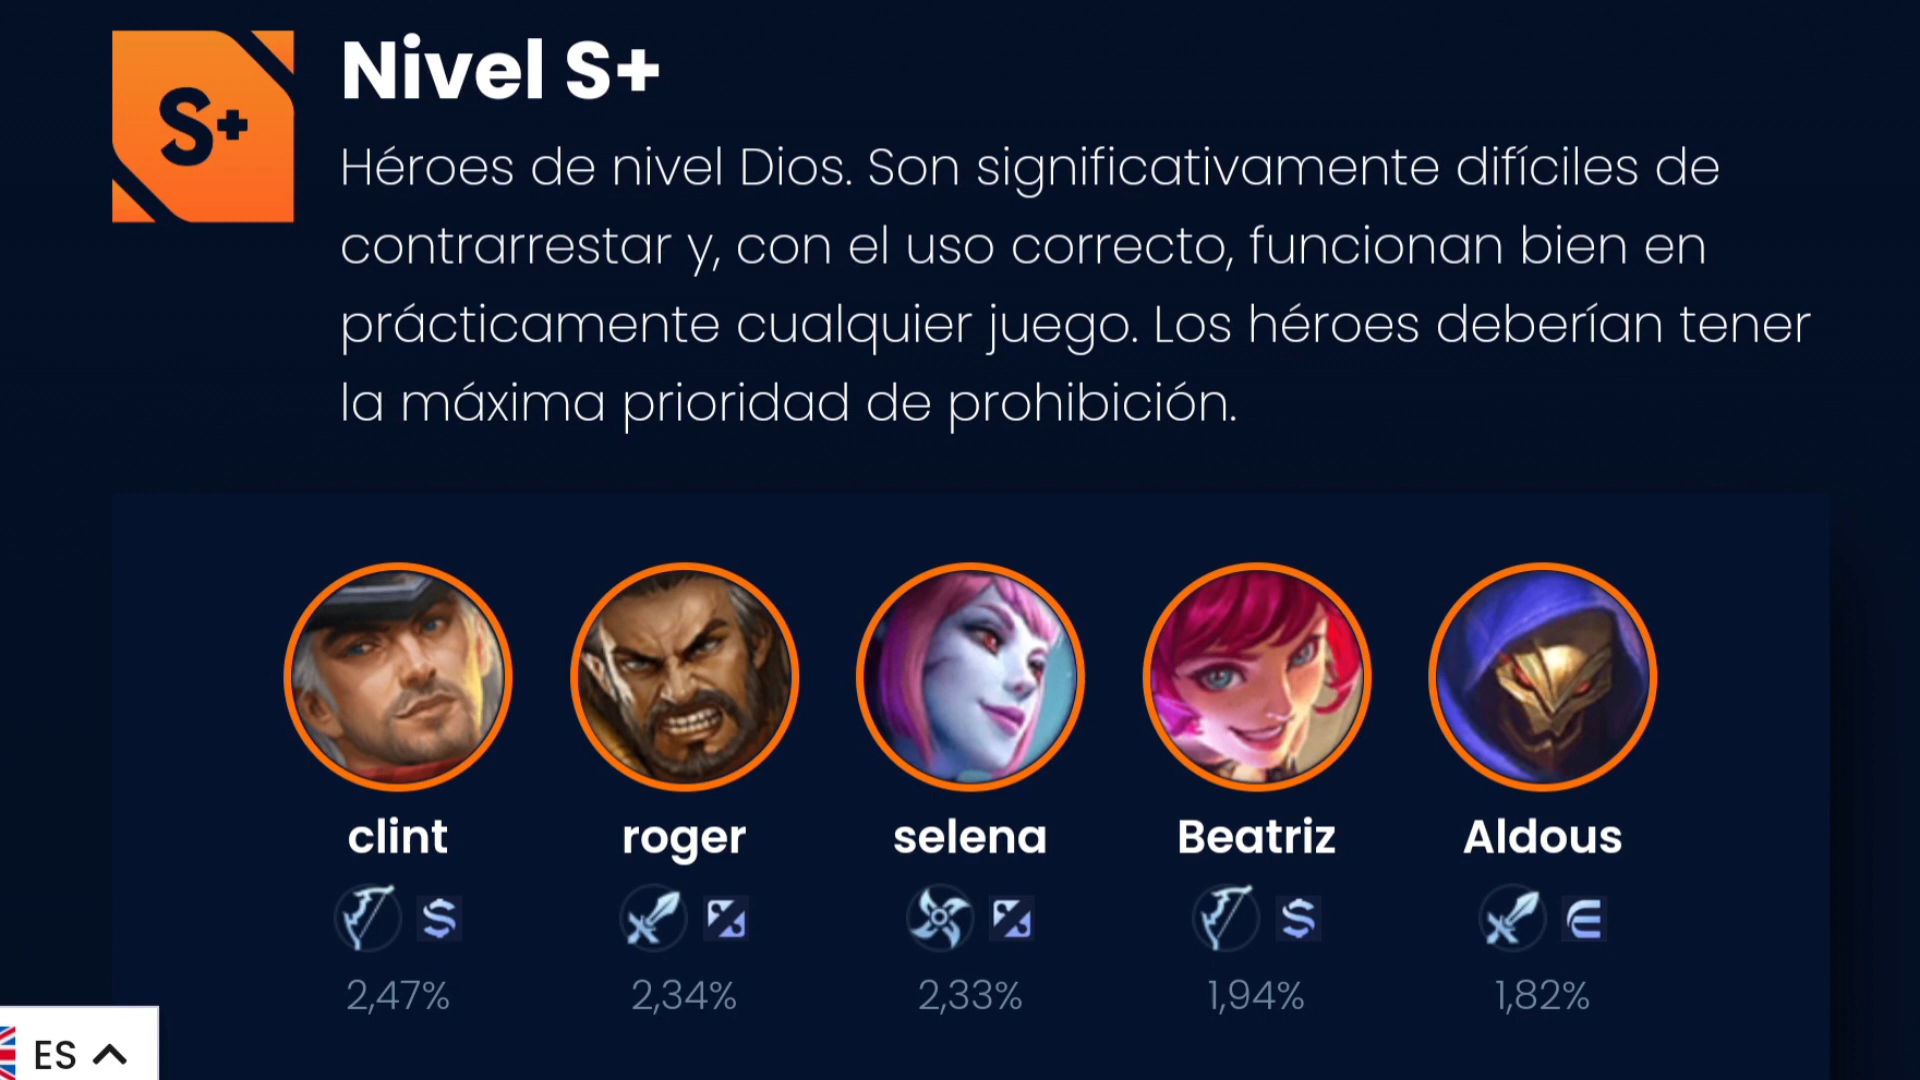 S+
Nivel S+
Héroes de nivel Dios. Son significativamente difíciles de
contrarrestar y, con el uso correcto, funcionan bien en
prácticamente cualquier juego. Los héroes deberían tener
la máxima prioridad de prohibición.
clint roger selena Beatriz Aldous
2,47% 2,34% 2,33% 1,94% 1,82%
ES